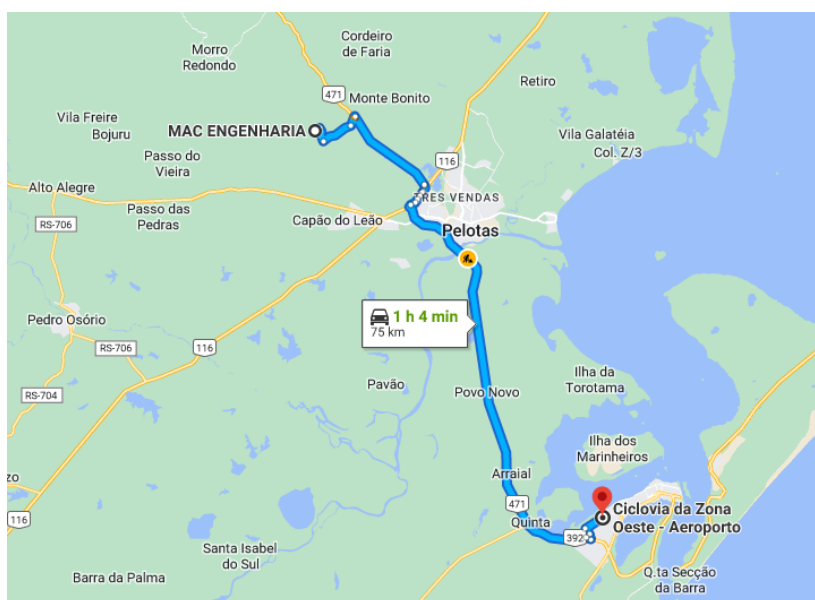 Cordeiro
de Faria
Morro
Redondo
Retiro
471
Monte Bonito
Vila Freire
Bojuru
MAC ENGENHARIA
Vila Galatéia
Col. Z/3
Passo do
Vieira
116
Alto Alegre
TRES VENDAS
Passo das
Pedras
RS-706
Capão do Leão
Pelotas
1 h 4 min
75 km
Pedro Osório
RS-706
116
Ilha da
Torotama
RS-704
Pavão
Povo Novo
Ilha dos
Marinheiros
Arraial
zo
471
Ciclovia da Zona
Oeste - Aeroporto
116
Quinta
392
Santa Isabel
do Sul
Barra da Palma
Q.ta Secção
da Barra